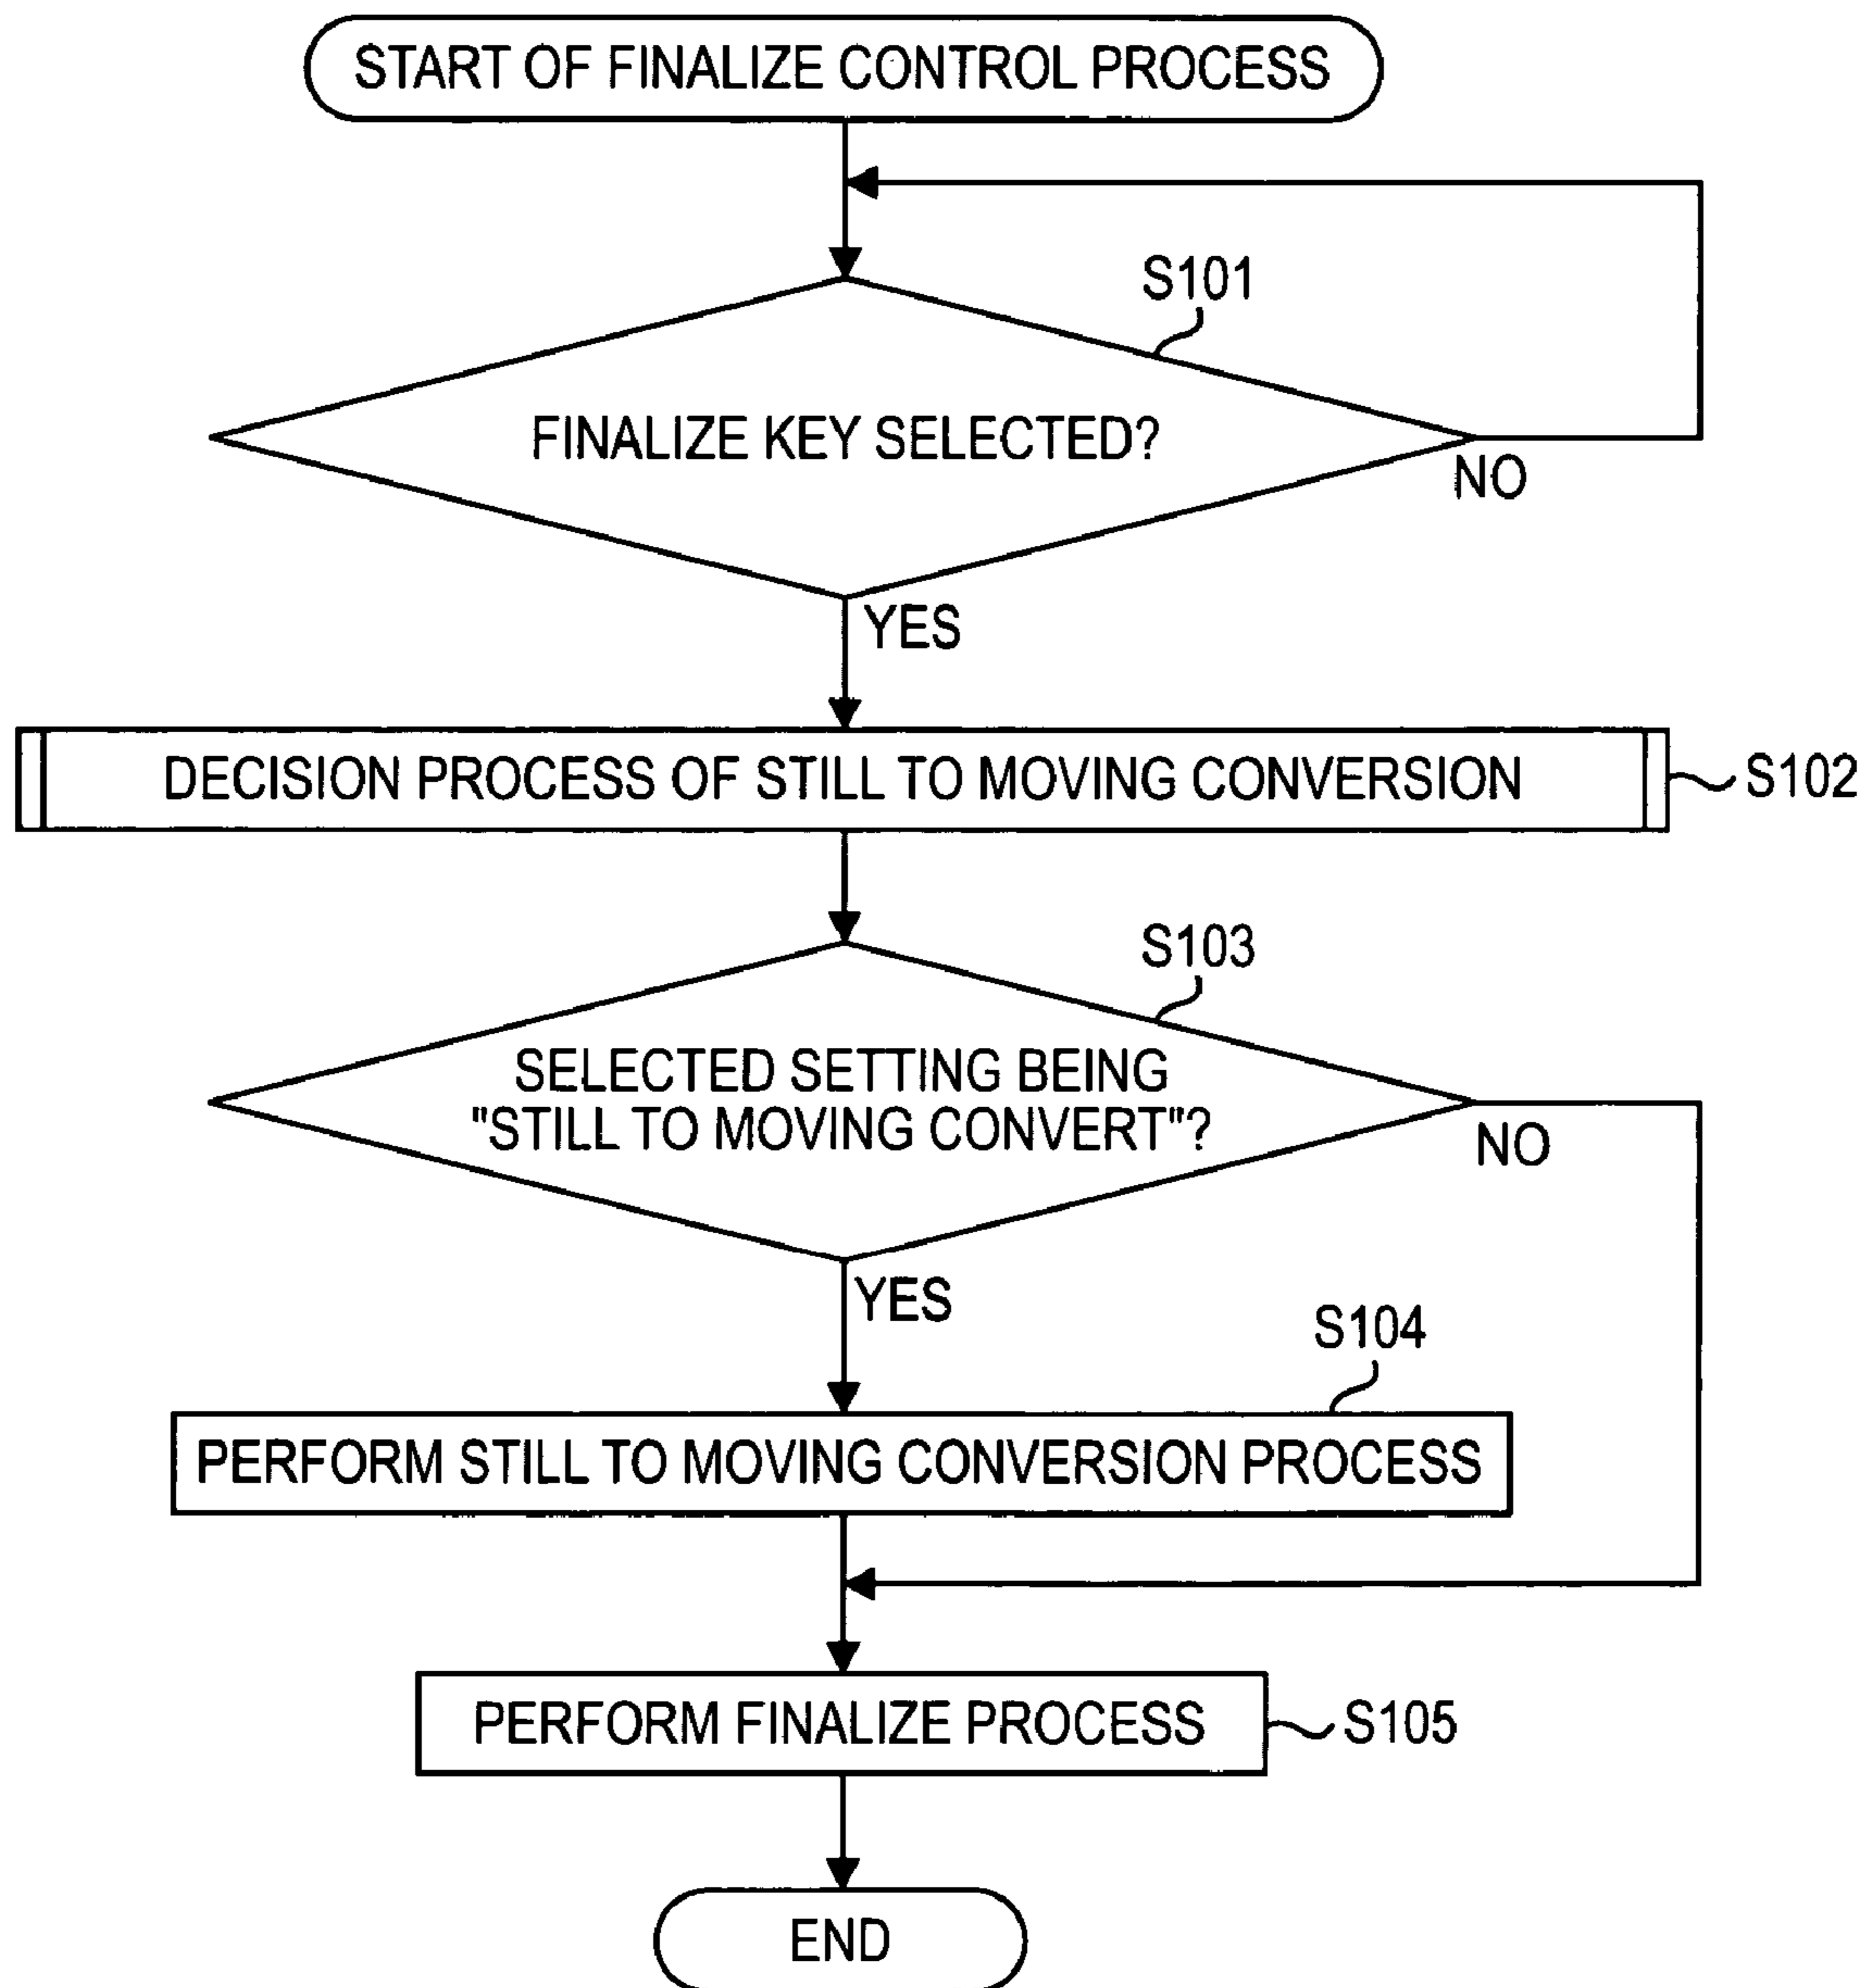 START OF FINALIZE CONTROL PROCESS
S101
FINALIZE KEY SELECTED?
NO
YES
DECISION PROCESS OF STILL TO MOVING CONVERSION
S102
S103
SELECTED SETTING BEING
"STILL TO MOVING CONVERT"?
NO
YES
S104
PERFORM STILL TO MOVING CONVERSION PROCESS
PERFORM FINALIZE PROCESS
S105
END